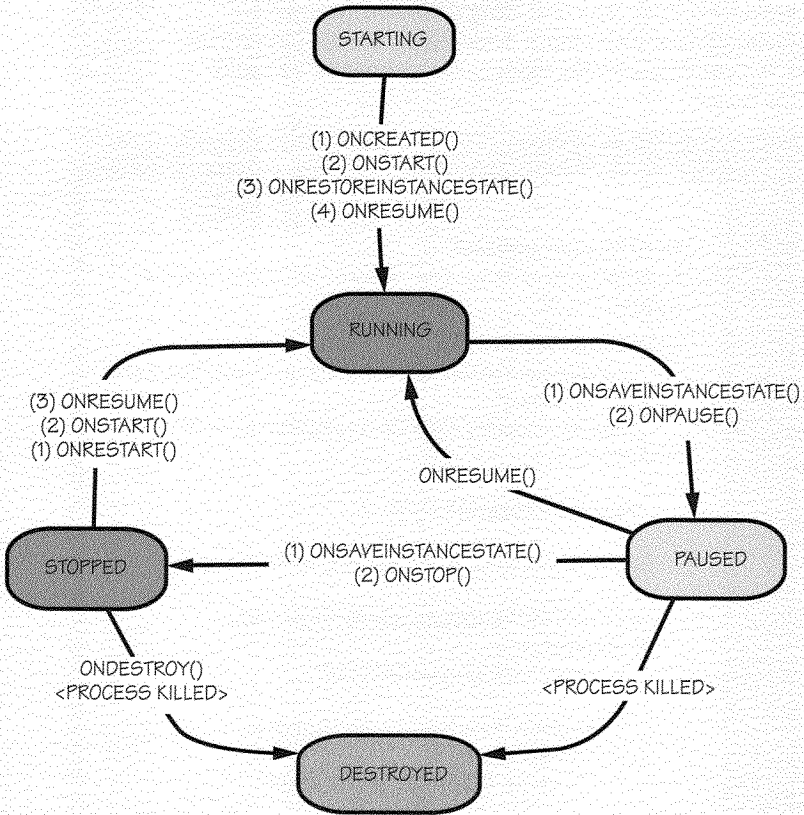 STARTING
(1) ONCREATED()
(2) ONSTART()
(3) ONRESTOREINSTANCESTATE()
(4) ONRESUME()
RUNNING
(3) ONRESUME()
(2) ONSTART()
(1) ONRESTART()
(1) ONSAVEINSTANCESTATE()
(2) ONPAUSE()
ONRESUME()
STOPPED
(1) ONSAVEINSTANCESTATE()
(2) ONSTOP()
PAUSED
ONDESTROY()
<PROCESS KILLED>
<PROCESS KILLED>
DESTROYED